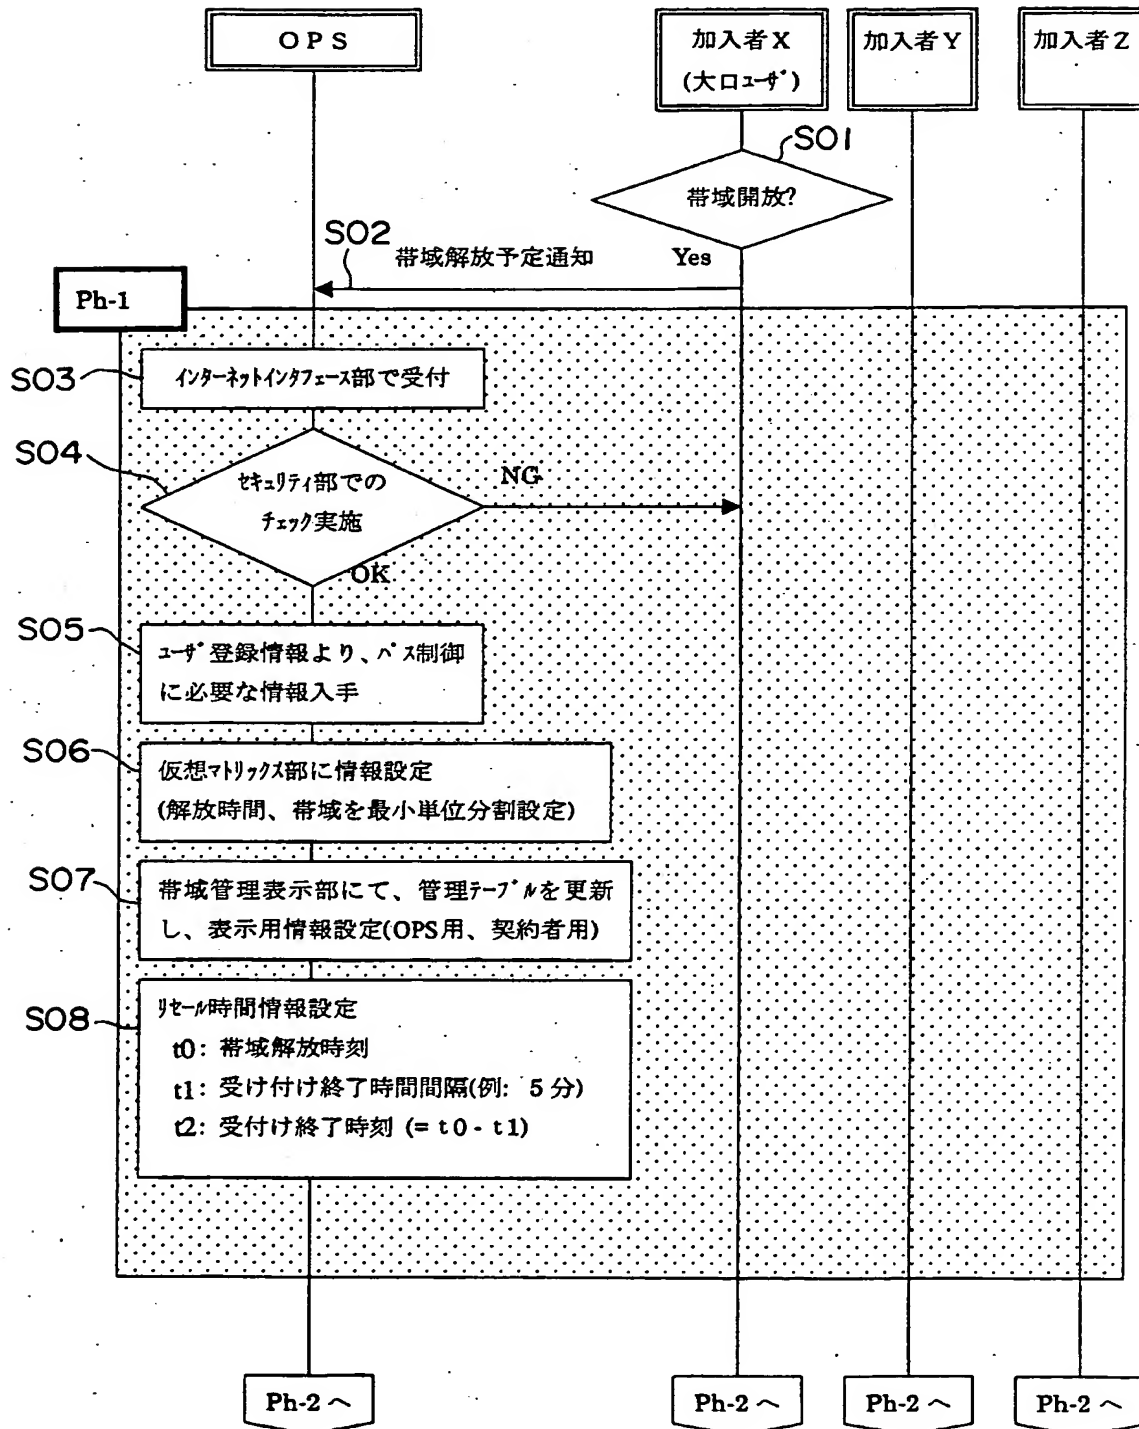 OPS
加入者X
(大口ユーザ)
加入者Y
加入者Z
S01
帯域開放?
S02
帯域解放予定通知
Yes
Ph-1
S03
インターネットインタフェース部で受付
S04
セキュリティ部での
チェック実施
NG
OK
S05
ユーザ登録情報より、パス制御
に必要な情報入手
S06
仮想マトリックス部に情報設定
(解放時間、帯域を最小単位分割設定)
S07
帯域管理表示部にて、管理テーブルを更新
し、表示用情報設定(OPS用、契約者用)
S08
リセール時間情報設定
t0: 帯域解放時刻
t1: 受け付け終了時間間隔(例: 5分)
t2: 受付け終了時刻 (= t0 - t1)
Ph-2へ
Ph-2へ
Ph-2へ
Ph-2へ